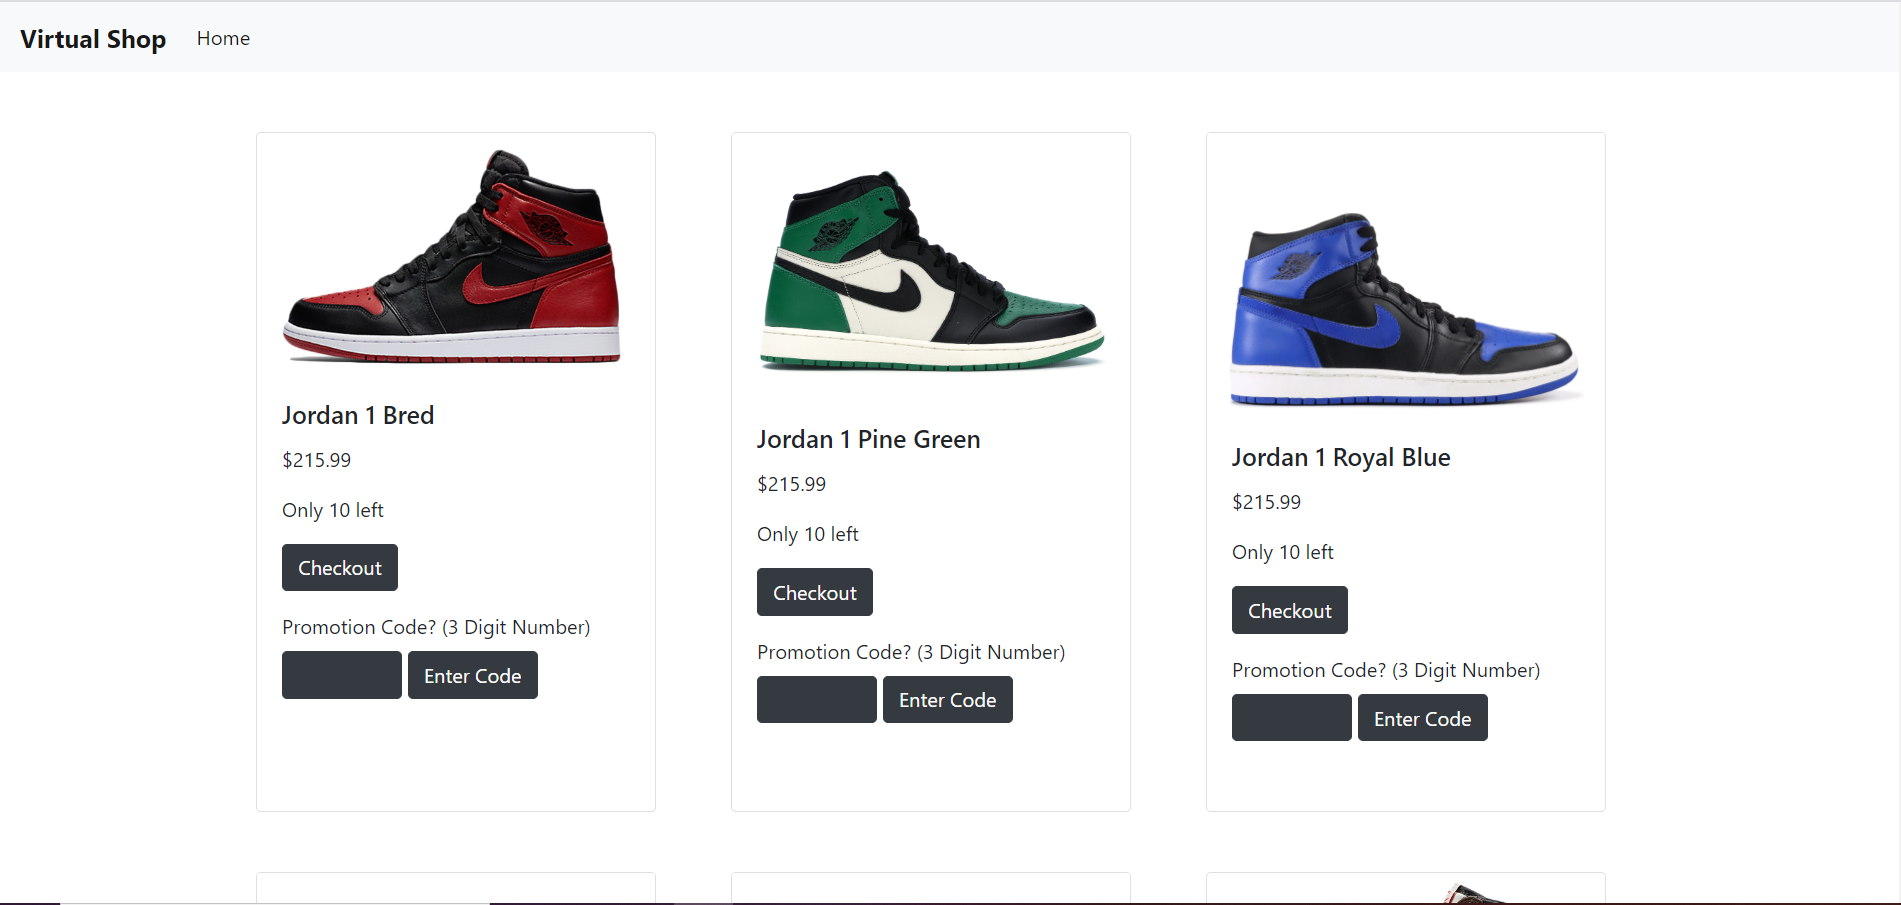 Virtual Shop Home
Jordan 1 Bred
$215.99
Only 10 left
Checkout
Promotion Code? (3 Digit Number)
Enter Code
Jordan 1 Pine Green
$215.99
Only 10 left
Checkout
Promotion Code? (3 Digit Number)
Enter Code
Jordan 1 Royal Blue
$215.99
Only 10 left
Checkout
Promotion Code? (3 Digit Number)
Enter Code